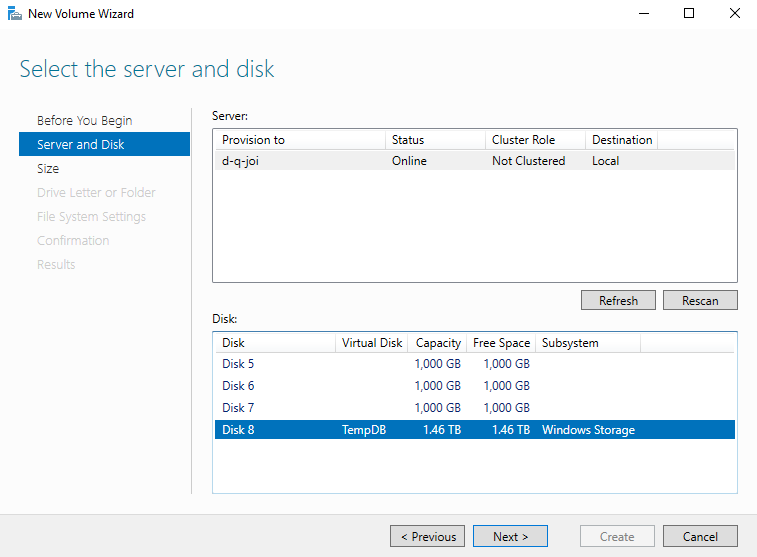 New Volume Wizard
Select the server and disk
Before You Begin
Server and Disk
Size
Drive Letter or Folder
File System Settings
Confirmation
Results
Server:
Provision to Status Cluster Role Destination
d-q-joi Online Not Clustered Local
Refresh Rescan
Disk:
Disk Virtual Disk Capacity Free Space Subsystem
Disk 5 1,000 GB 1,000 GB
Disk 6 1,000 GB 1,000 GB
Disk 7 1,000 GB 1,000 GB
Disk 8 TempDB 1.46 TB 1.46 TB Windows Storage
< Previous Next > Create Cancel